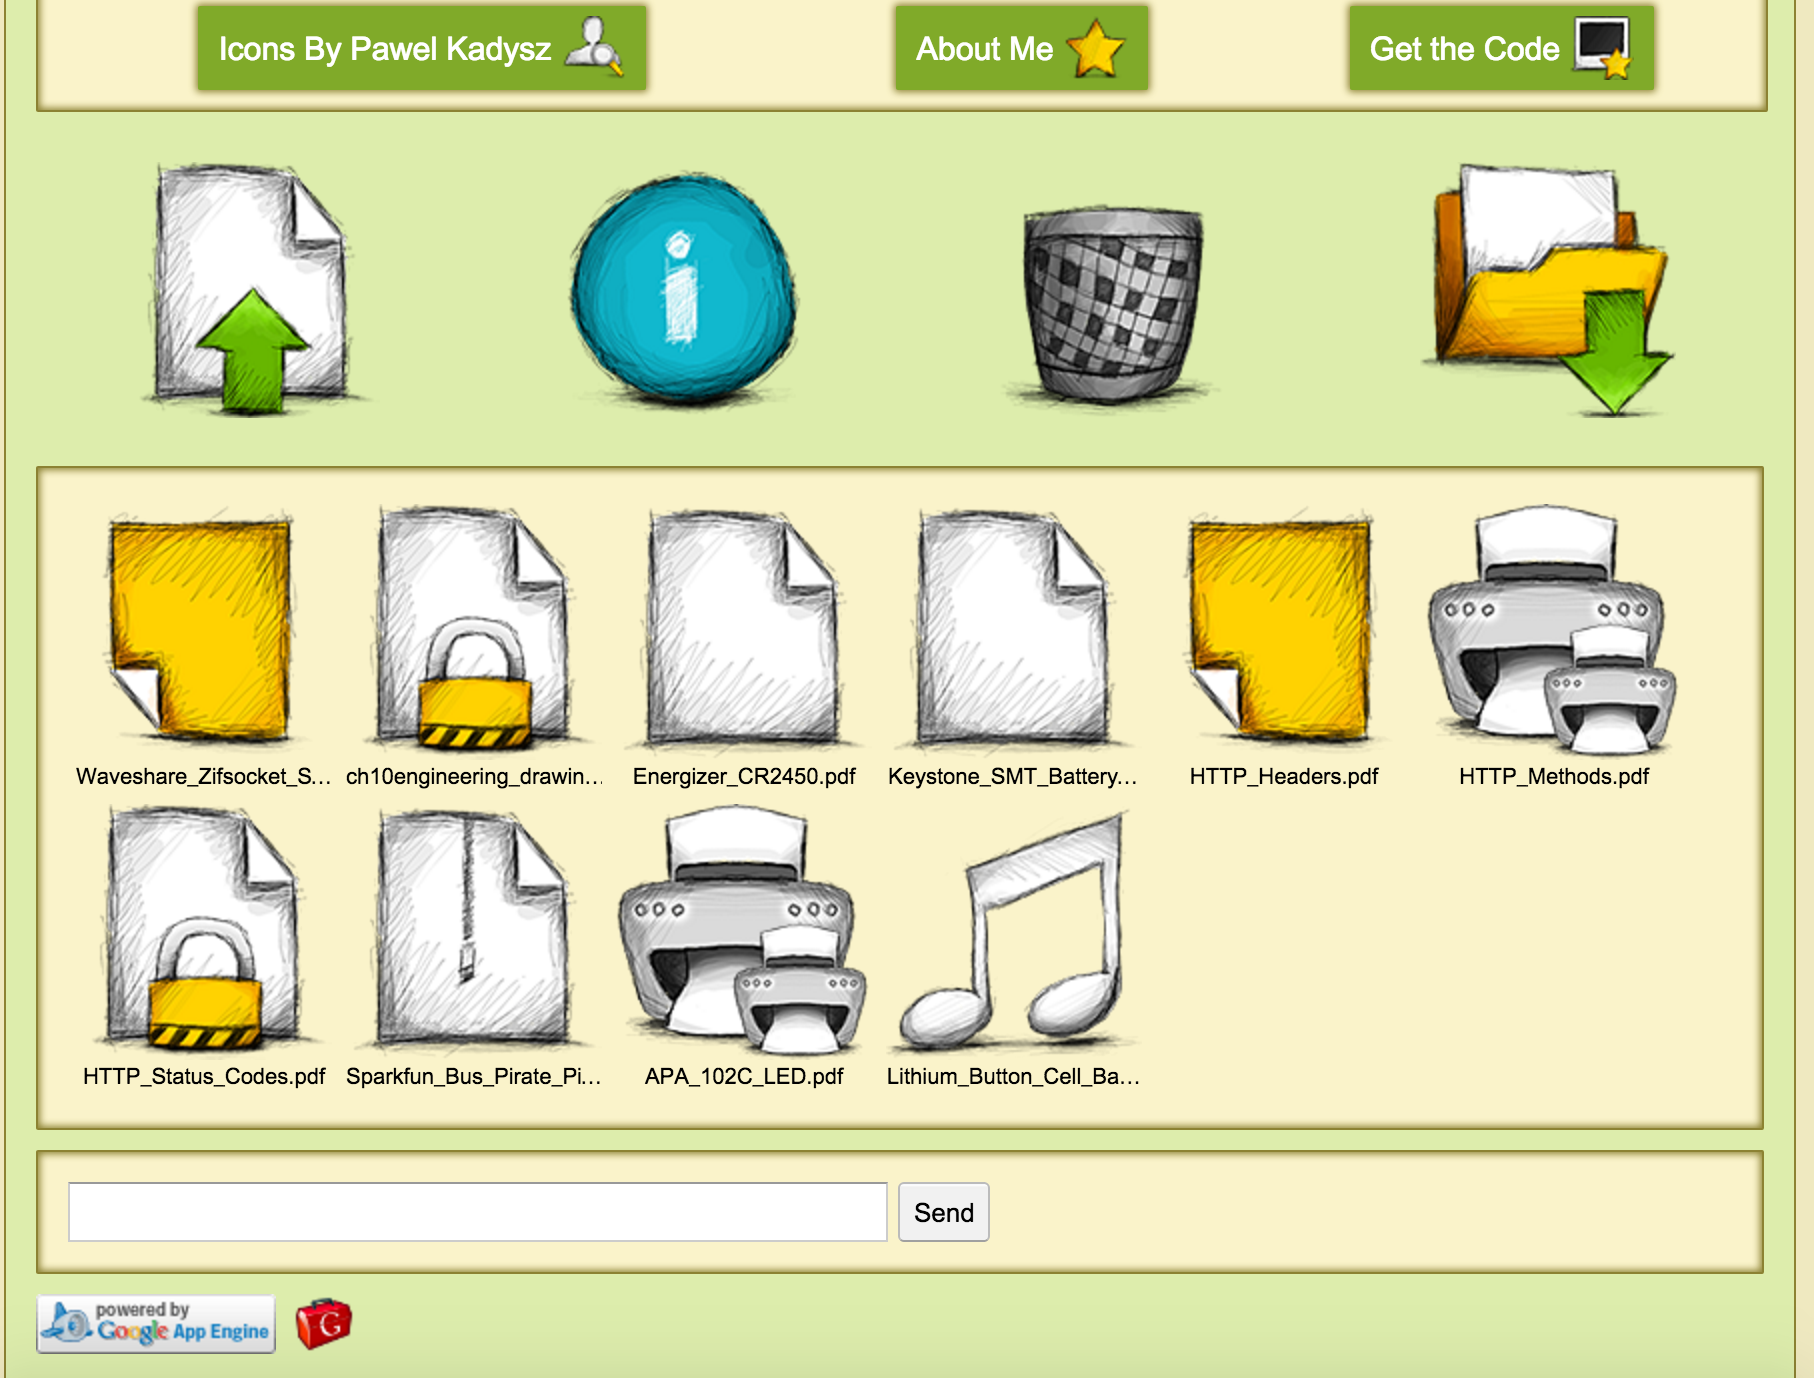 Icons By Pawel Kadysz
About Me
Get the Code
i
Waveshare_Zifsocket_S...
ch10engineering_drawin...
Energizer_CR2450.pdf
Keystone_SMT_Battery...
HTTP_Headers.pdf
HTTP_Methods.pdf
HTTP_Status_Codes.pdf
Sparkfun_Bus_Pirate_Pi...
APA_102C_LED.pdf
Lithium_Button_Cell_Ba...
Send
powered by
Google App Engine
G